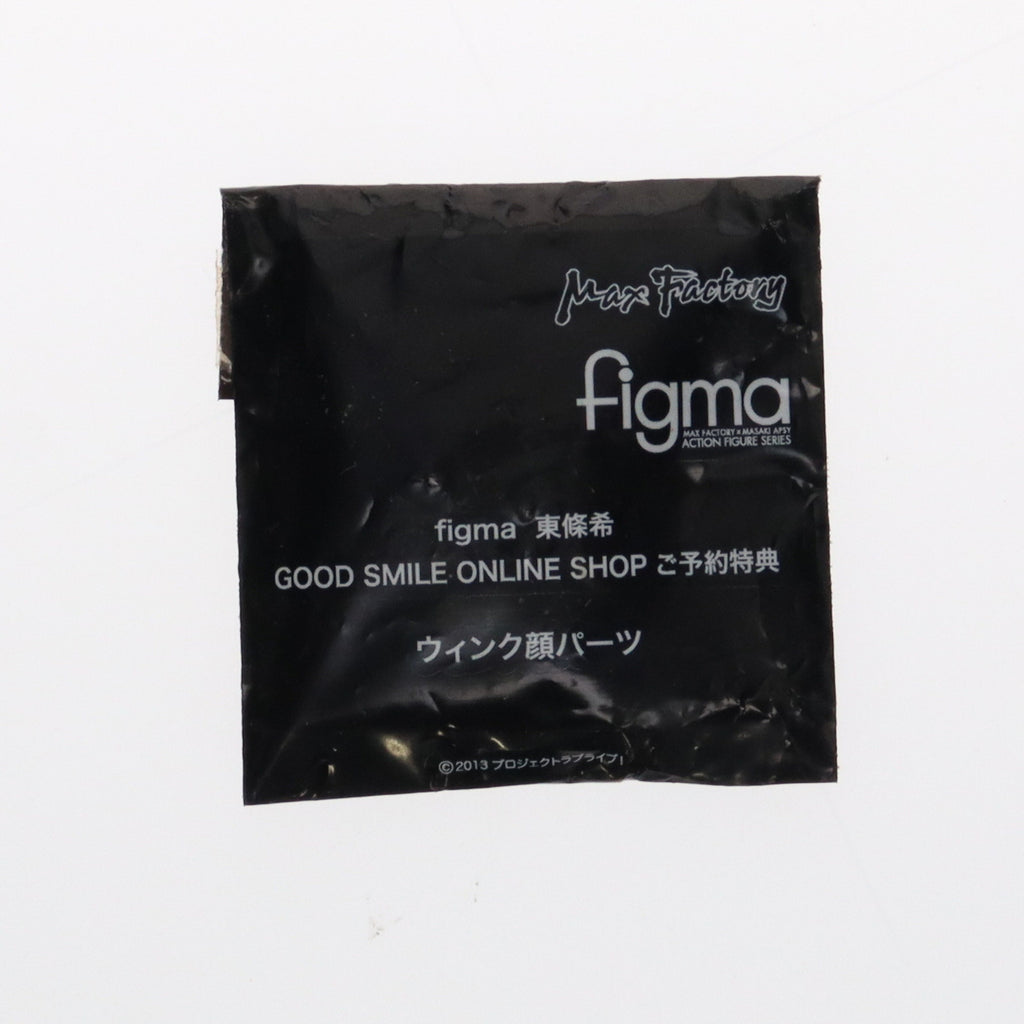 Max Factory
figma
MAX FACTORY × MASAKI APSY
ACTION FIGURE SERIES
figma 東條希
GOOD SMILE ONLINE SHOP ご予約特典
ウィンク顔パーツ
©2013 プロジェクトラブライブ!